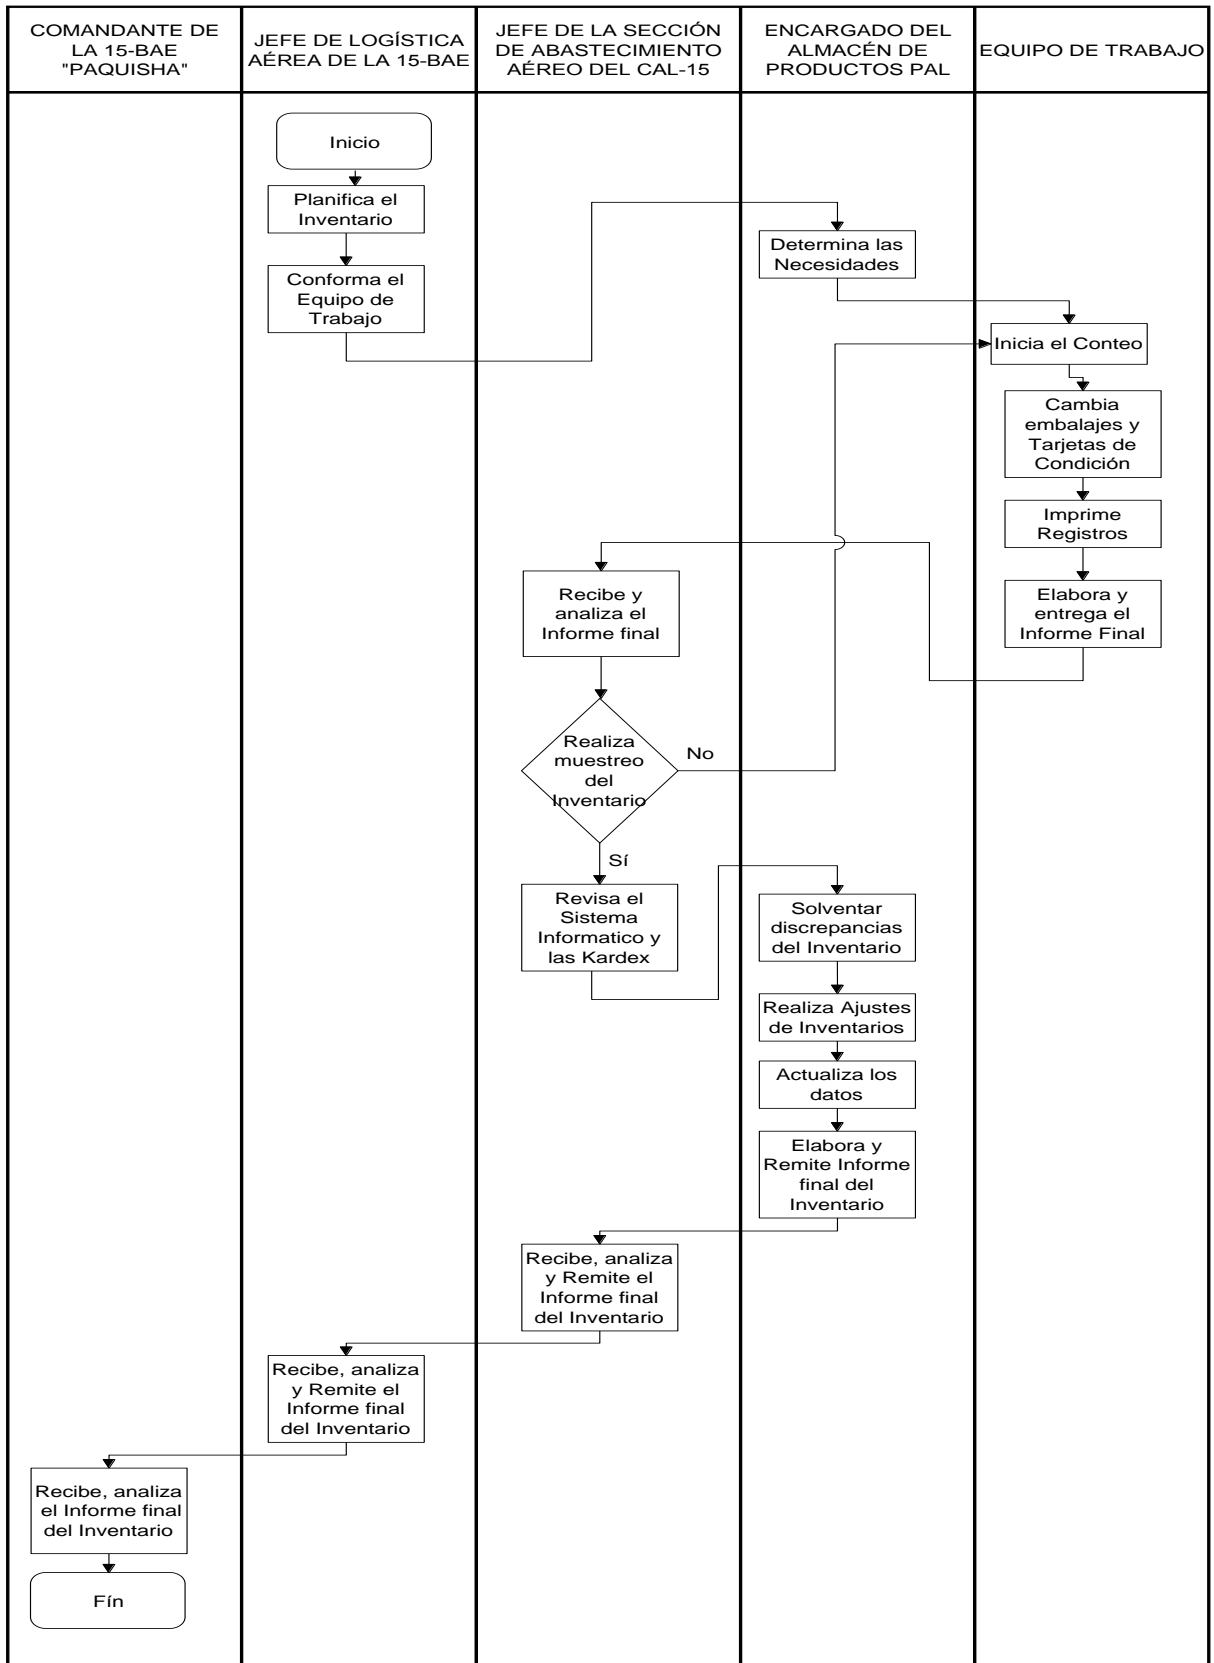 COMANDANTE DE
LA 15-BAE
"PAQUISHA"
JEFE DE LOGÍSTICA
AÉREA DE LA 15-BAE
JEFE DE LA SECCIÓN
DE ABASTECIMIENTO
AÉREO DEL CAL-15
ENCARGADO DEL
ALMACÉN DE
PRODUCTOS PAL
EQUIPO DE TRABAJO
Inicio
Planifica el
Inventario
Conforma el
Equipo de
Trabajo
Determina las
Necesidades
Inicia el Conteo
Cambia
embalajes y
Tarjetas de
Condición
Imprime
Registros
Elabora y
entrega el
Informe Final
Recibe y
analiza el
Informe final
Realiza
muestreo
del
Inventario
No
Sí
Revisa el
Sistema
Informatico y
las Kardex
Solventar
discrepancias
del Inventario
Realiza Ajustes
de Inventarios
Actualiza los
datos
Elabora y
Remite Informe
final del
Inventario
Recibe, analiza
y Remite el
Informe final
del Inventario
Recibe, analiza
y Remite el
Informe final
del Inventario
Recibe, analiza
el Informe final
del Inventario
Fín